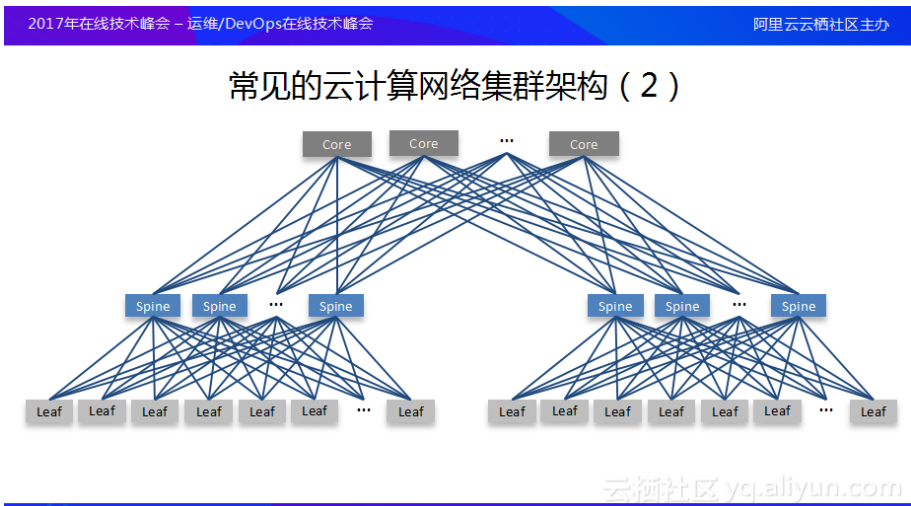 2017年在线技术峰会 – 运维/DevOps在线技术峰会
阿里云云栖社区主办
常见的云计算网络集群架构（2）
Core Core ... Core
Spine Spine ... Spine Spine Spine ... Spine
Leaf Leaf Leaf Leaf Leaf Leaf ... Leaf Leaf Leaf Leaf Leaf Leaf Leaf ... Leaf
云栖社区 yq.aliyun.com